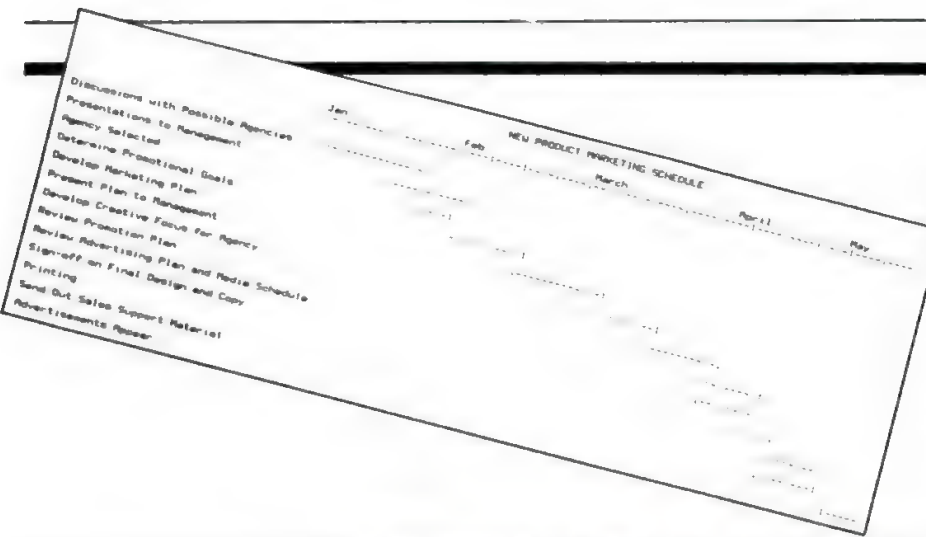 NEW PRODUCT MARKETING SCHEDULE
Jan Feb March April May
Discussions with Possible Agencies
Presentations to Management
Agency Selected
Determine Promotional Goals
Develop Marketing Plan
Present Plan to Management
Develop Creative Focus for Agency
Review Promotion Plan
Review Advertising Plan and Media Schedule
Sign-off on Final Design and Copy
Printing
Send Out Sales Support Material
Advertisements Appear